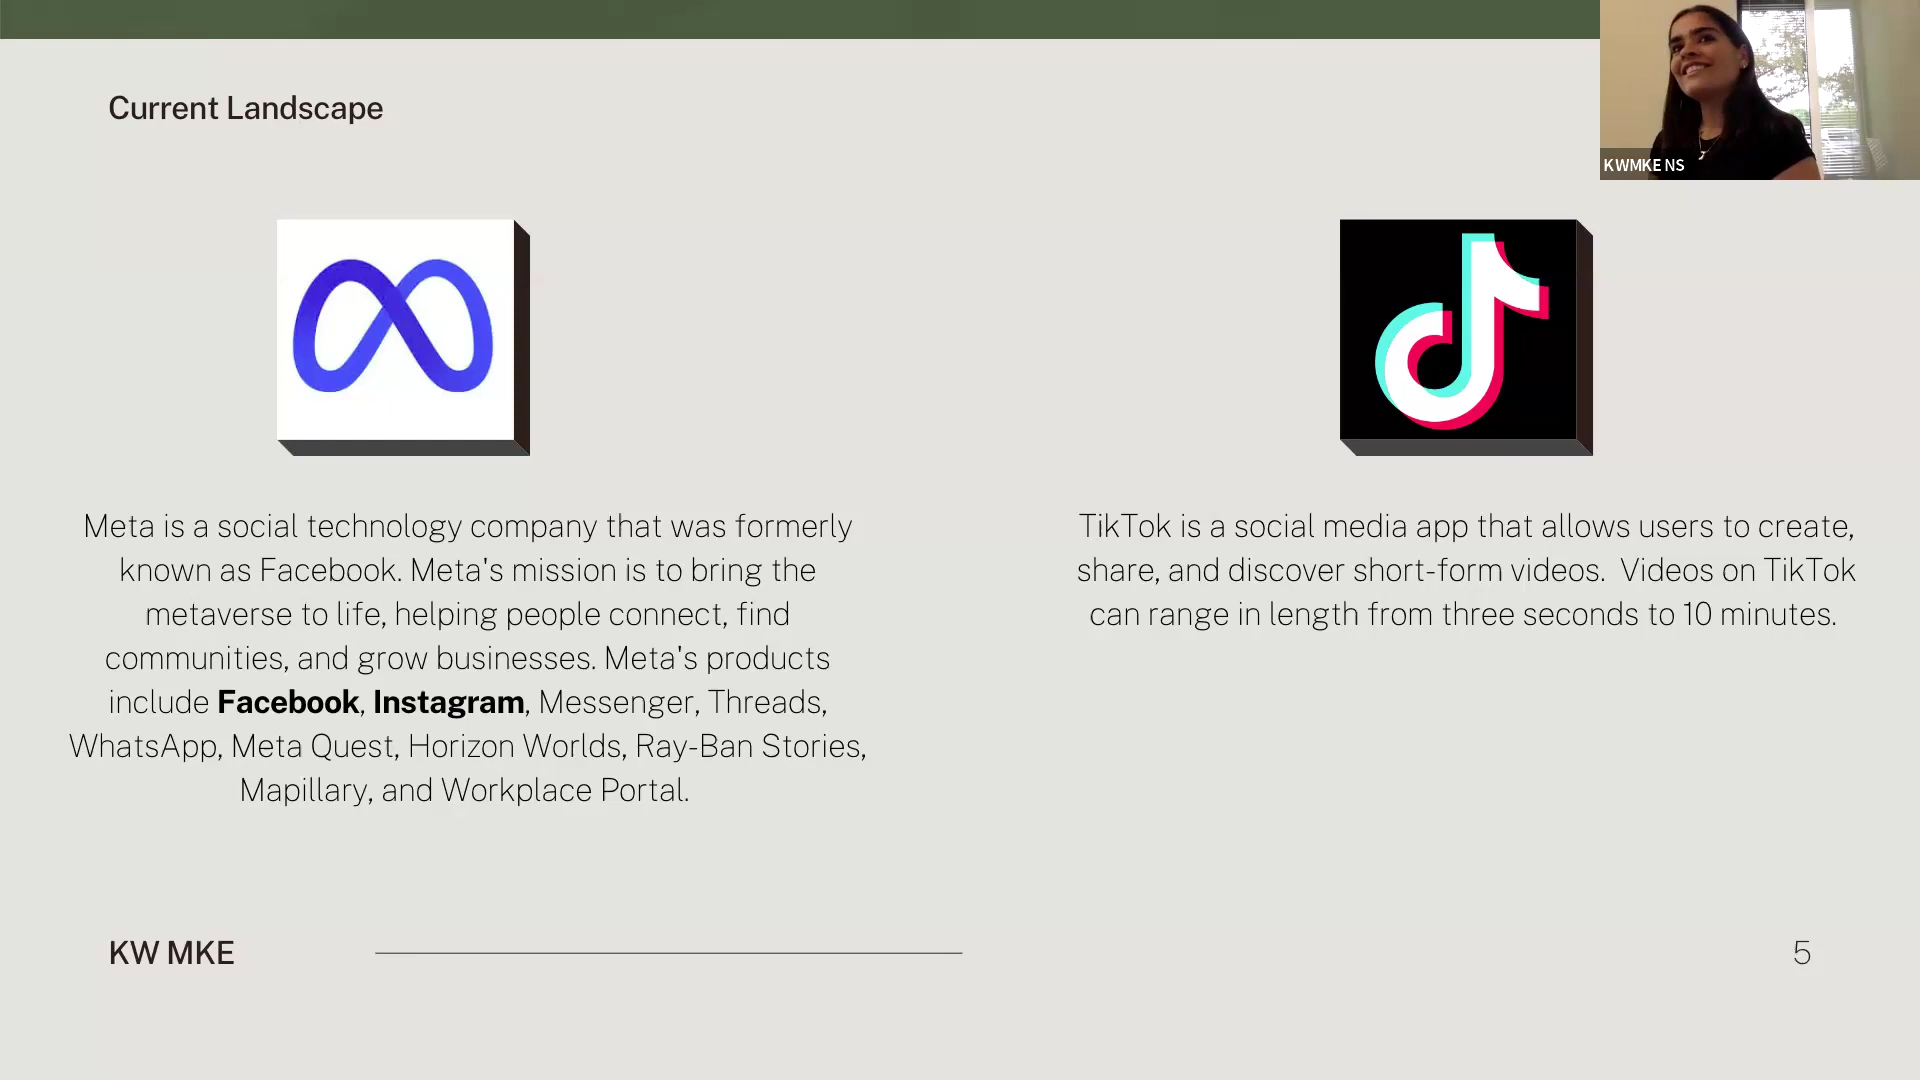 Current Landscape
KWMKE NS
Meta is a social technology company that was formerly
known as Facebook. Meta's mission is to bring the
metaverse to life, helping people connect, find
communities, and grow businesses. Meta's products
include Facebook, Instagram, Messenger, Threads,
WhatsApp, Meta Quest, Horizon Worlds, Ray-Ban Stories,
Mapillary, and Workplace Portal.
TikTok is a social media app that allows users to create,
share, and discover short-form videos.  Videos on TikTok
can range in length from three seconds to 10 minutes.
KW MKE
5